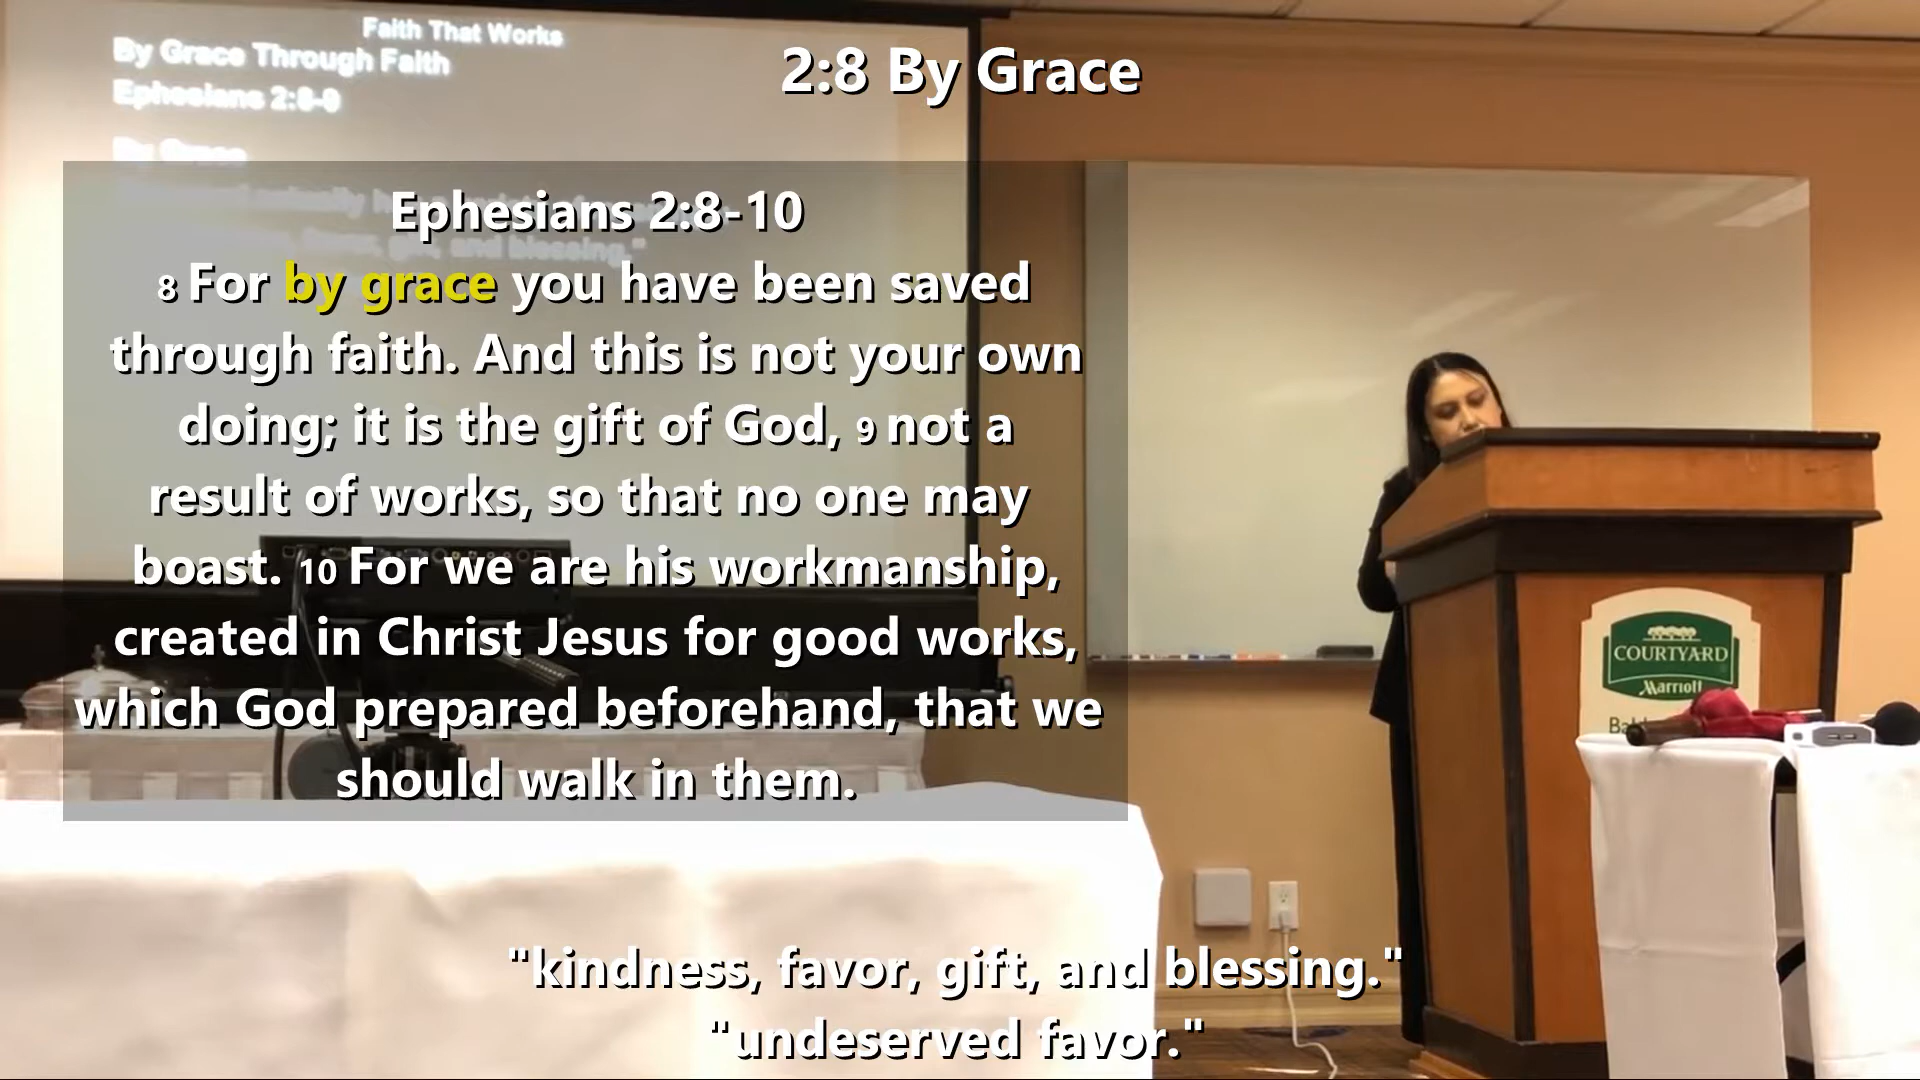 Faith That Works
By Grace Through Faith
Ephesians 2:8-9
By Grace
2:8 By Grace
Ephesians 2:8-10
8 For by grace you have been saved
through faith. And this is not your own
doing; it is the gift of God, 9 not a
result of works, so that no one may
boast. 10 For we are his workmanship,
created in Christ Jesus for good works,
which God prepared beforehand, that we
should walk in them.
COURTYARD
Marriott
"kindness, favor, gift, and blessing."
"undeserved favor."